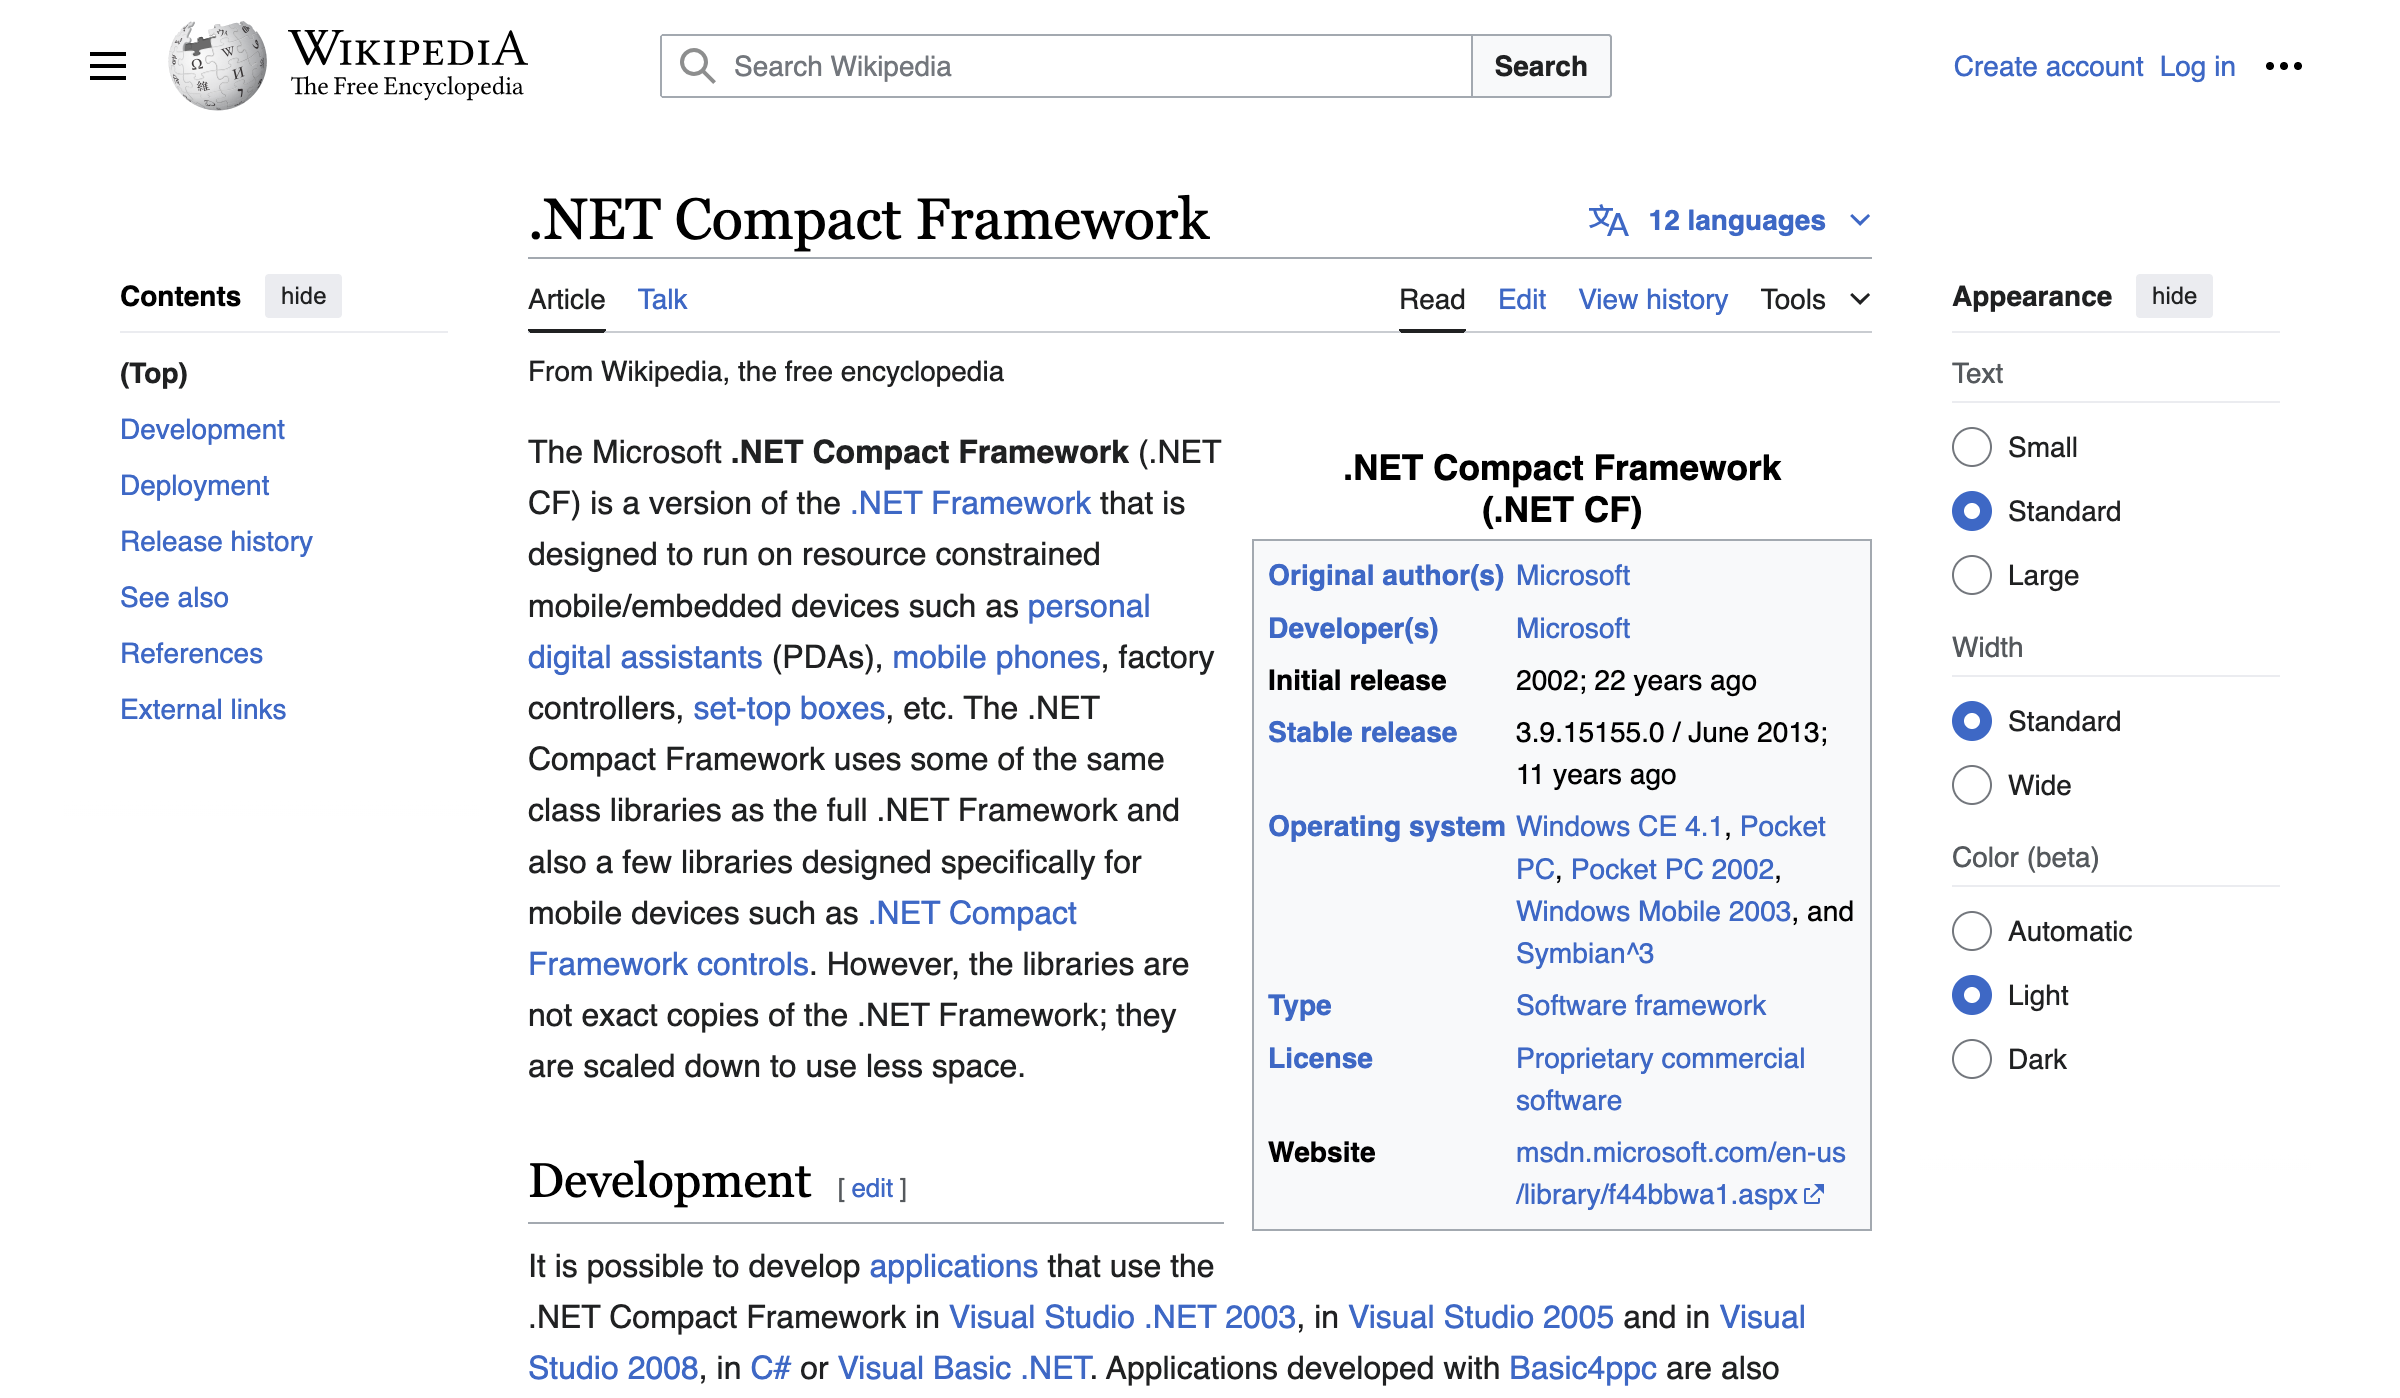 WIKIPEDIA
The Free Encyclopedia
Search Wikipedia
Search
Create account Log in
.NET Compact Framework
12 languages
Contents hide
(Top)
Development
Deployment
Release history
See also
References
External links
Article Talk
Read Edit View history Tools
From Wikipedia, the free encyclopedia
The Microsoft .NET Compact Framework (.NET
CF) is a version of the .NET Framework that is
designed to run on resource constrained
mobile/embedded devices such as personal
digital assistants (PDAs), mobile phones, factory
controllers, set-top boxes, etc. The .NET
Compact Framework uses some of the same
class libraries as the full .NET Framework and
also a few libraries designed specifically for
mobile devices such as .NET Compact
Framework controls. However, the libraries are
not exact copies of the .NET Framework; they
are scaled down to use less space.
.NET Compact Framework
(.NET CF)
Original author(s) Microsoft
Developer(s) Microsoft
Initial release 2002; 22 years ago
Stable release 3.9.15155.0 / June 2013;
11 years ago
Operating system Windows CE 4.1, Pocket
PC, Pocket PC 2002,
Windows Mobile 2003, and
Symbian^3
Type Software framework
License Proprietary commercial
software
Website msdn.microsoft.com/en-us
/library/f44bbwa1.aspx
Development [ edit ]
It is possible to develop applications that use the
.NET Compact Framework in Visual Studio .NET 2003, in Visual Studio 2005 and in Visual
Studio 2008, in C# or Visual Basic .NET. Applications developed with Basic4ppc are also
Appearance hide
Text
Small
Standard
Large
Width
Standard
Wide
Color (beta)
Automatic
Light
Dark